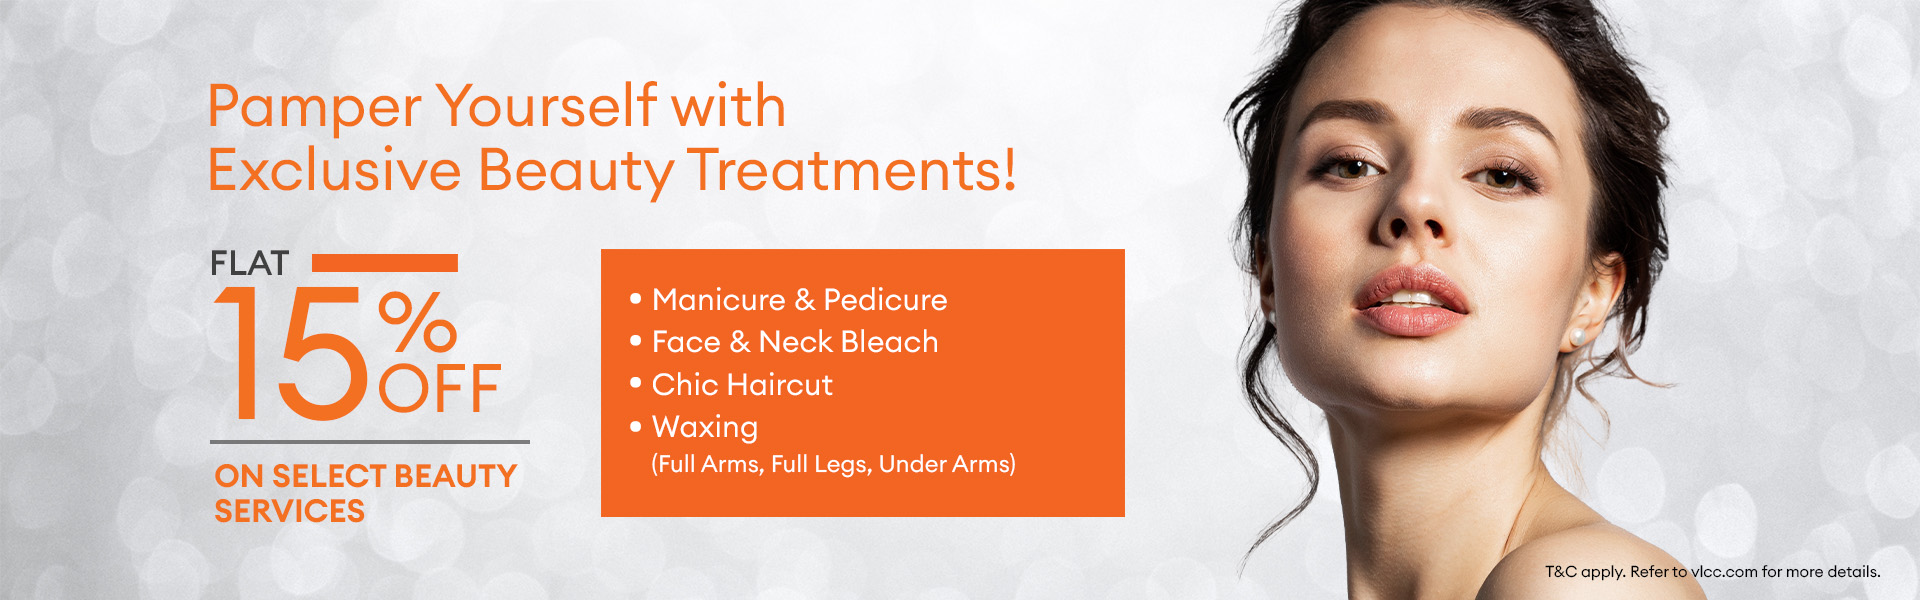 Pamper Yourself with
Exclusive Beauty Treatments!
FLAT
15% OFF
ON SELECT BEAUTY
SERVICES
• Manicure & Pedicure
• Face & Neck Bleach
• Chic Haircut
• Waxing
(Full Arms, Full Legs, Under Arms)
T&C apply. Refer to vlcc.com for more details.